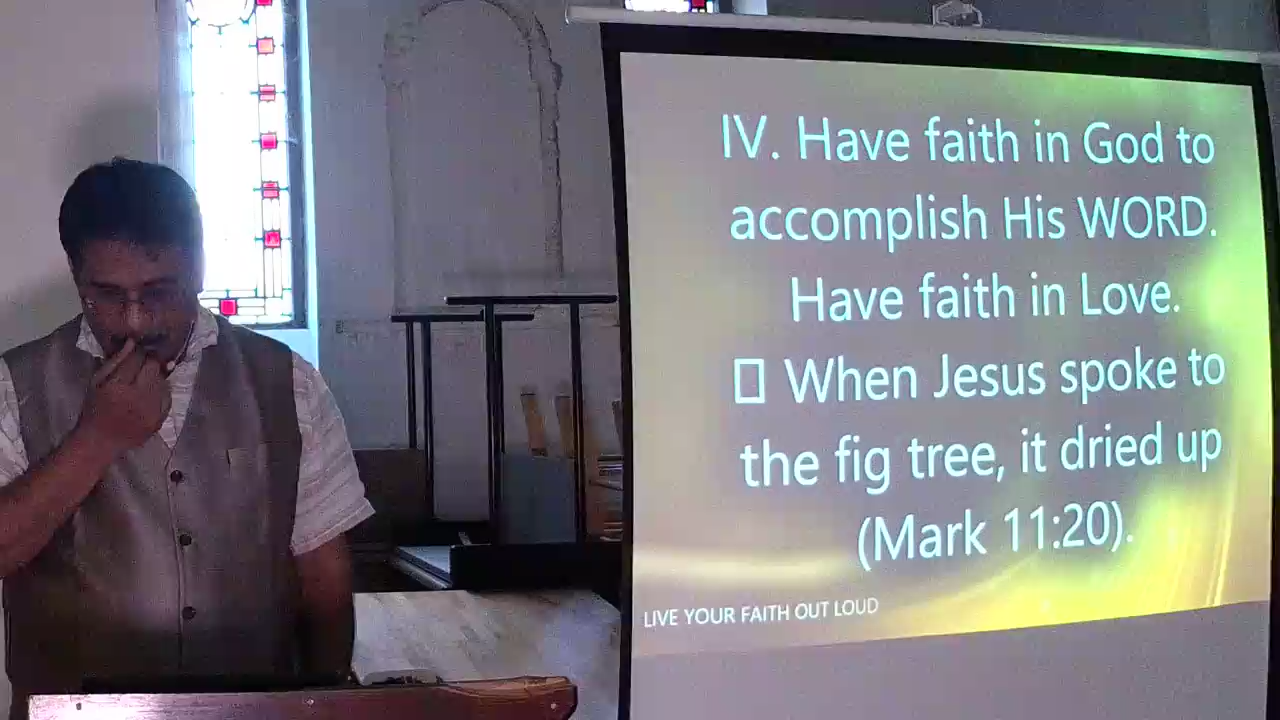 IV. Have faith in God to
accomplish His WORD.
Have faith in Love.
□ When Jesus spoke to
the fig tree, it dried up
(Mark 11:20).
LIVE YOUR FAITH OUT LOUD